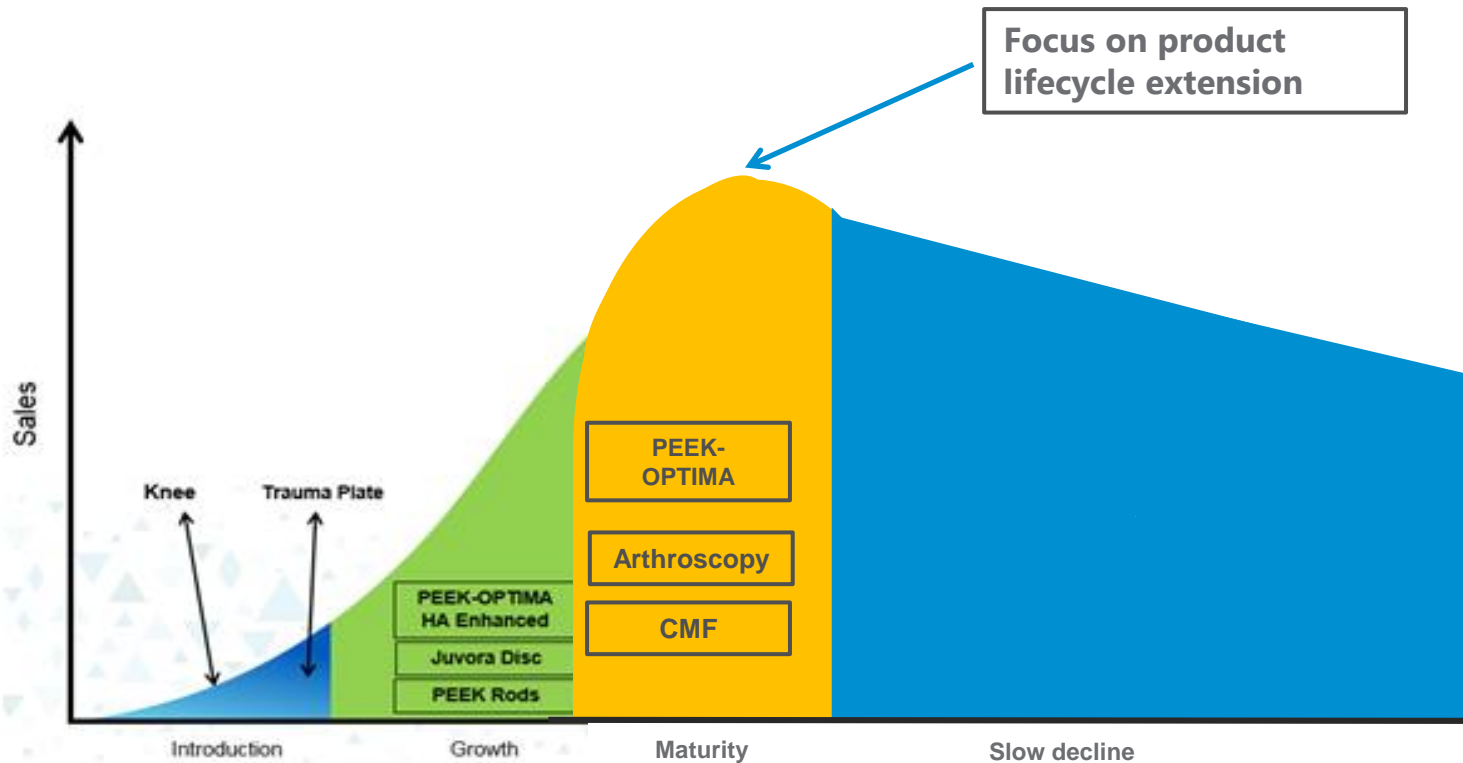 Focus on product
lifecycle extension
Sales
Knee
Trauma Plate
PEEK-OPTIMA
HA Enhanced
Juvora Disc
PEEK Rods
PEEK-
OPTIMA
Arthroscopy
CMF
Introduction
Growth
Maturity
Slow decline